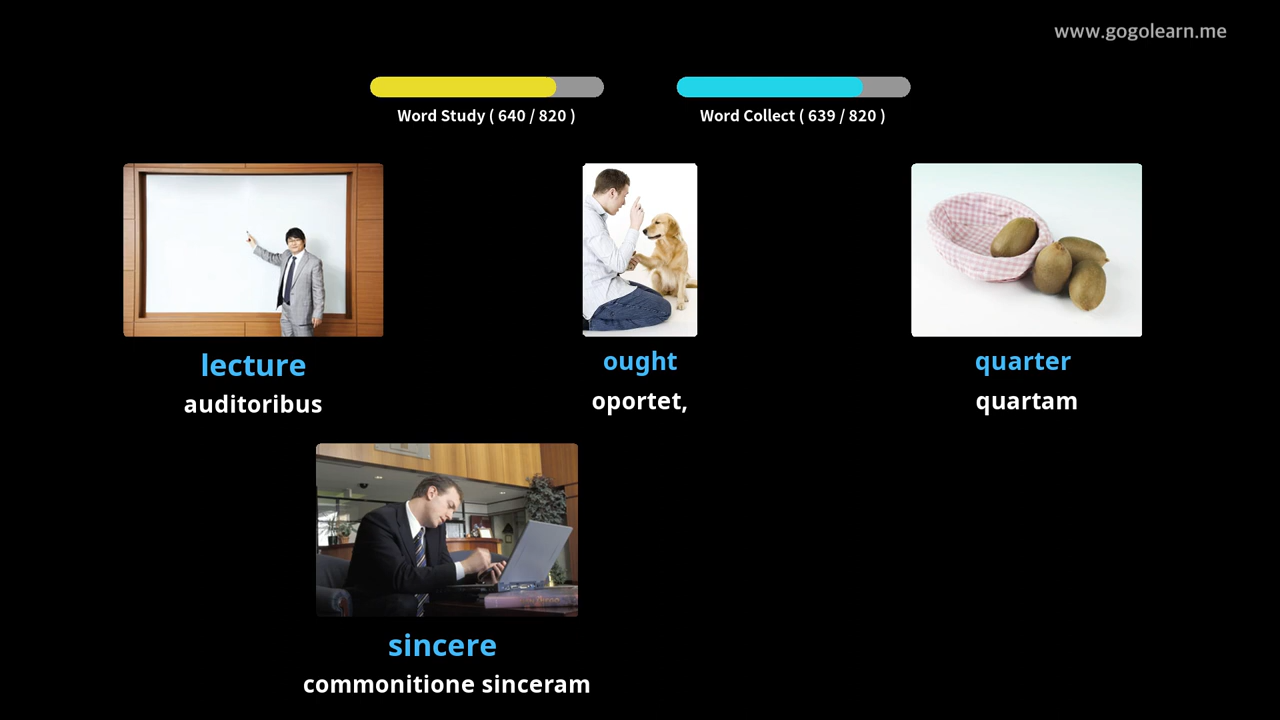 www.gogolearn.me
Word Study ( 640 / 820 )
Word Collect ( 639 / 820 )
lecture
auditoribus
ought
oportet,
quarter
quartam
sincere
commonitione sinceram